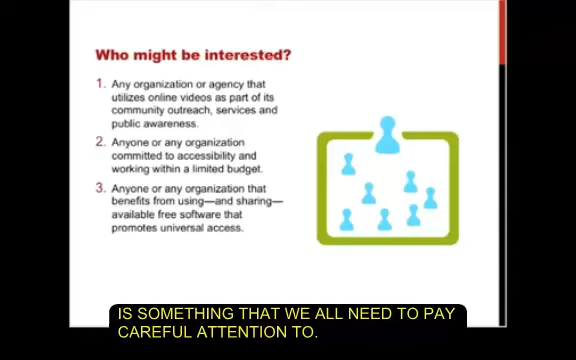 Who might be interested?
1. Any organization or agency that
utilizes online videos as part of its
community outreach, services and
public awareness.
2. Anyone or any organization
committed to accessibility and
working within a limited budget.
3. Anyone or any organization that
benefits from using—and sharing—
available free software that
promotes universal access.
IS SOMETHING THAT WE ALL NEED TO PAY
CAREFUL ATTENTION TO.